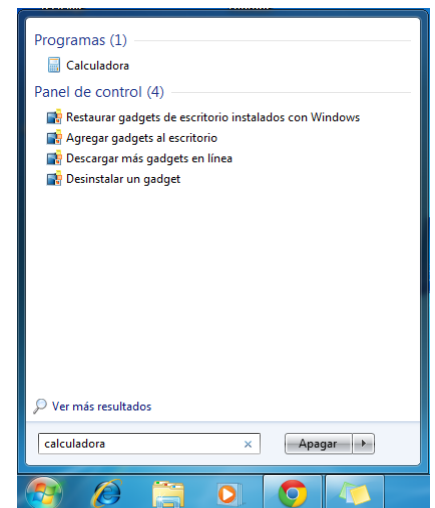 Programas (1)
Calculadora
Panel de control (4)
Restaurar gadgets de escritorio instalados con Windows
Agregar gadgets al escritorio
Descargar más gadgets en línea
Desinstalar un gadget
Ver más resultados
calculadora
Apagar